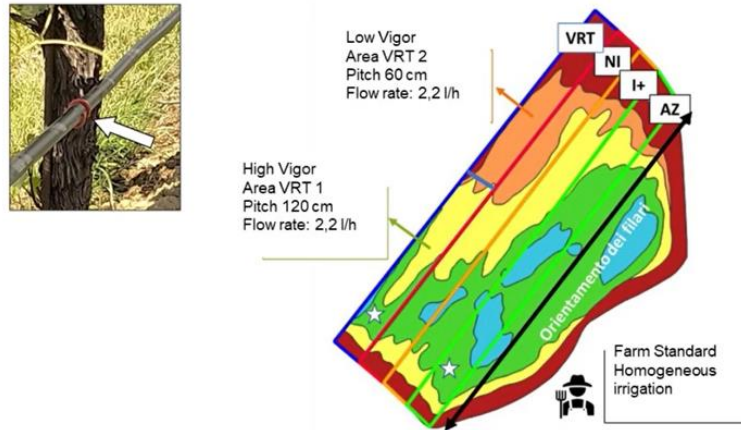 Low Vigor
Area VRT 2
Pitch 60 cm
Flow rate: 2,2 l/h
High Vigor
Area VRT 1
Pitch 120 cm
Flow rate: 2,2 l/h
VRT
NI
I+
AZ
Orientamento dei filari
Farm Standard
Homogeneous
irrigation